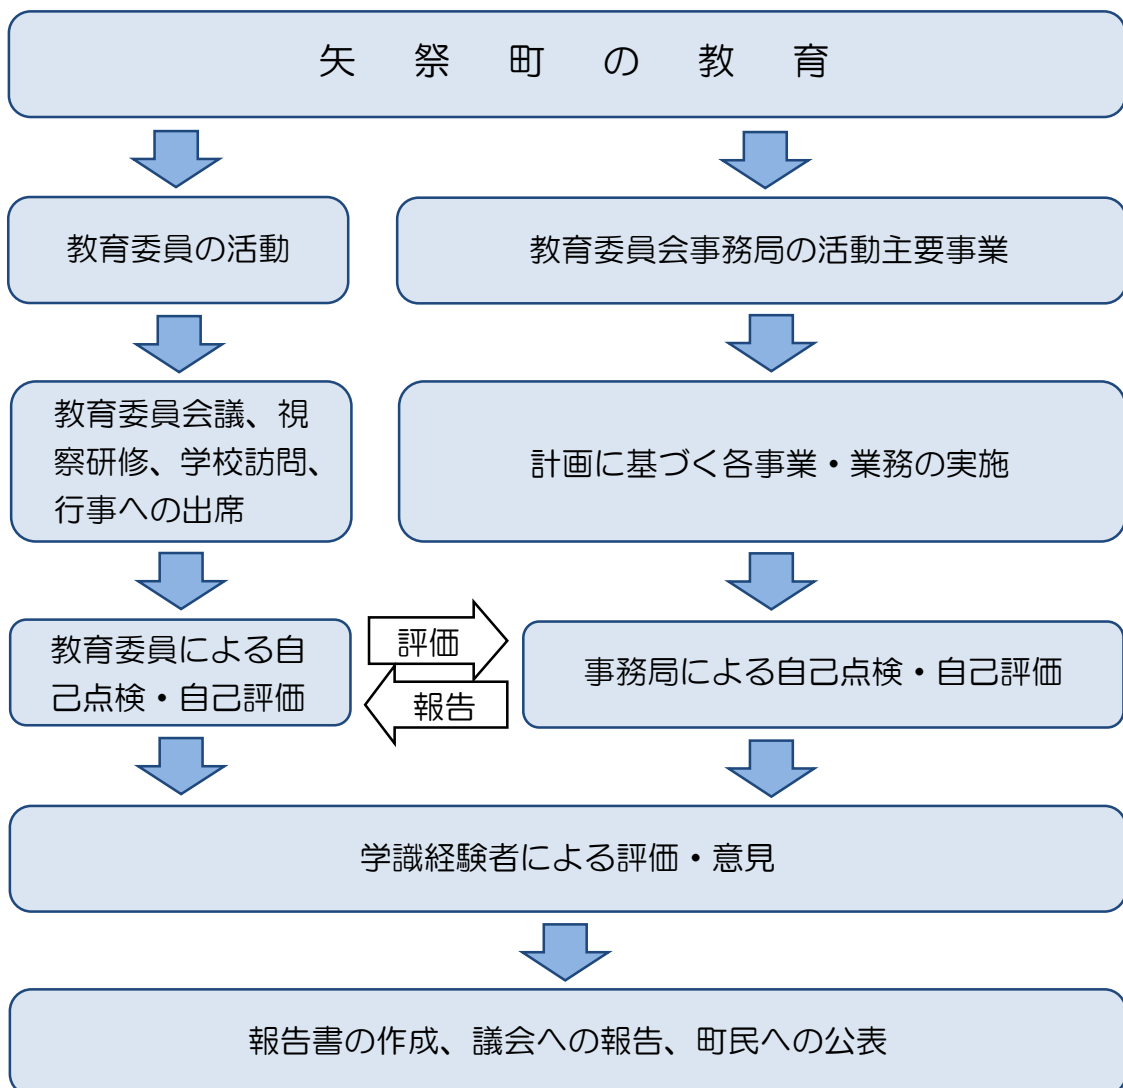 矢祭町の教育
教育委員の活動
教育委員会事務局の活動主要事業
教育委員会議、視
察研修、学校訪問、
行事への出席
計画に基づく各事業・業務の実施
教育委員による自
己点検・自己評価
評価
報告
事務局による自己点検・自己評価
学識経験者による評価・意見
報告書の作成、議会への報告、町民への公表